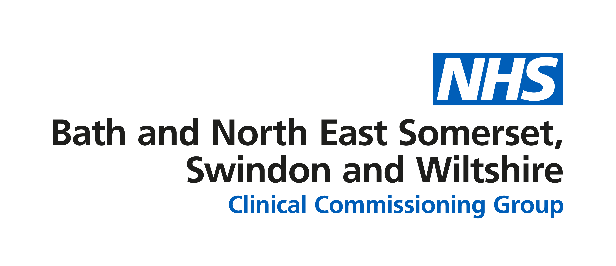 NHS
Bath and North East Somerset,
Swindon and Wiltshire
Clinical Commissioning Group